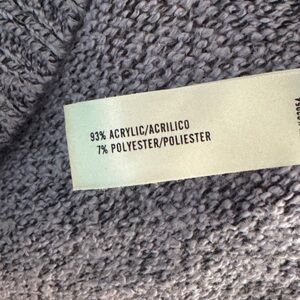 93% ACRYLIC/ACRILICO
7% POLYESTER/POLIESTER